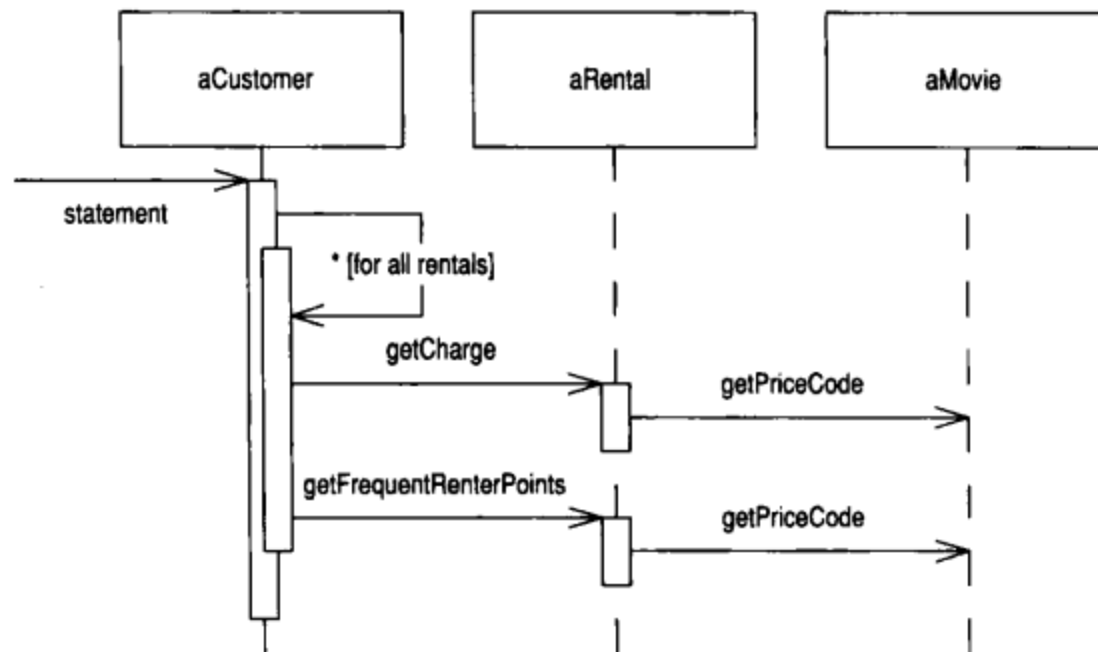 aCustomer
aRental
aMovie
statement
* [for all rentals]
getCharge
getPriceCode
getFrequentRenterPoints
getPriceCode